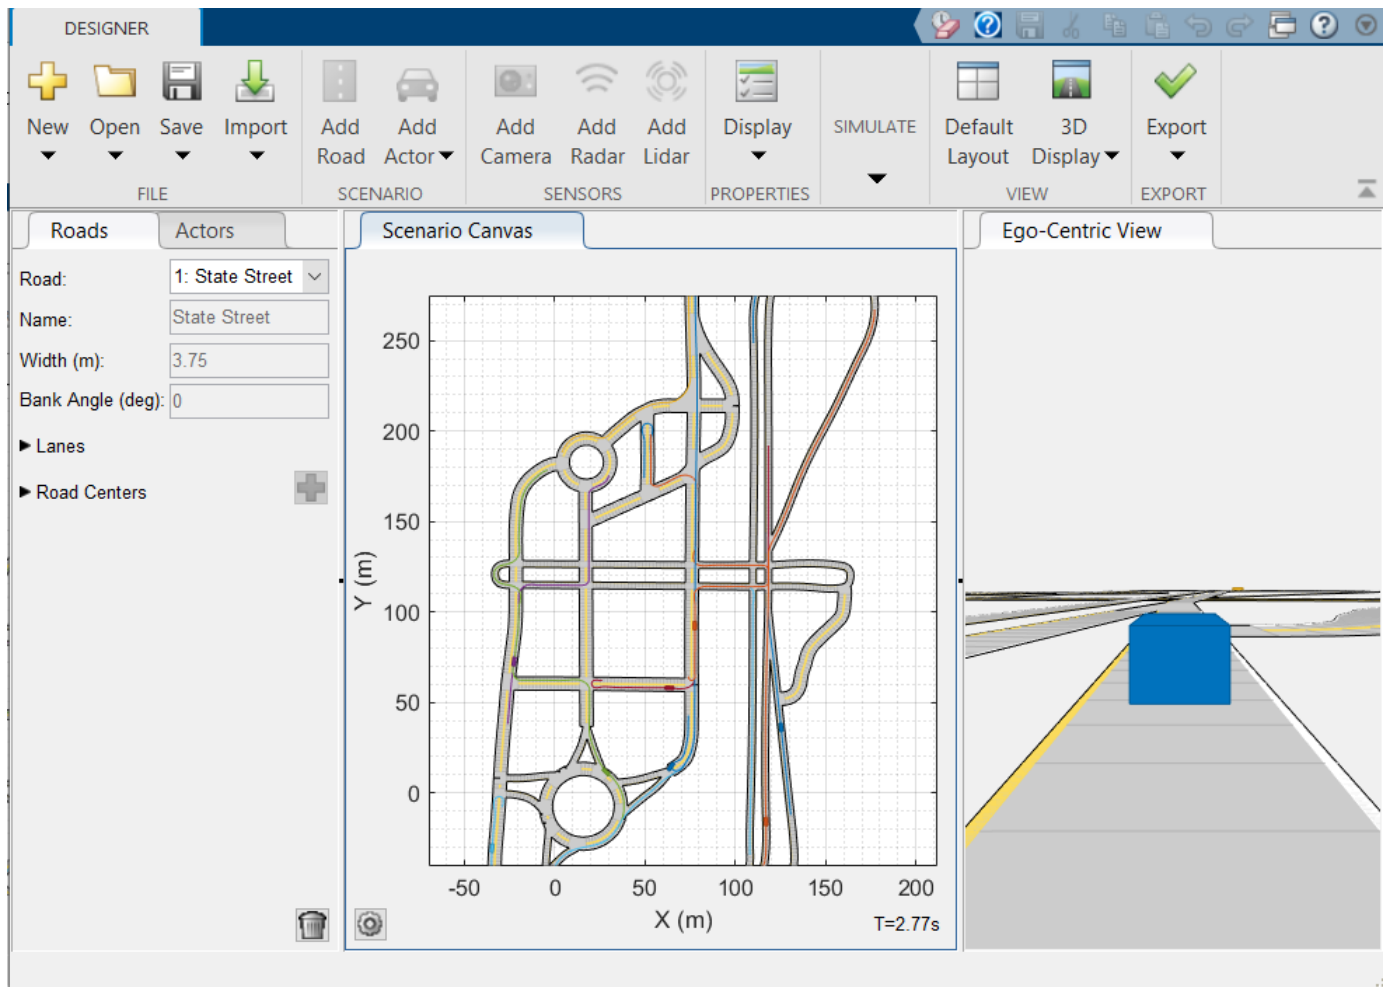 DESIGNER
New
Open
Save
Import
Add
Road
Add
Actor
Add
Camera
Add
Radar
Add
Lidar
Display
SIMULATE
Default
Layout
3D
Display
Export
FILE
SCENARIO
SENSORS
PROPERTIES
VIEW
EXPORT
Roads
Actors
Road:
1: State Street
Name:
State Street
Width (m):
3.75
Bank Angle (deg):
0
Lanes
Road Centers
Scenario Canvas
250
200
150
100
50
0
Y (m)
-50
0
50
100
150
200
X (m)
T=2.77s
Ego-Centric View